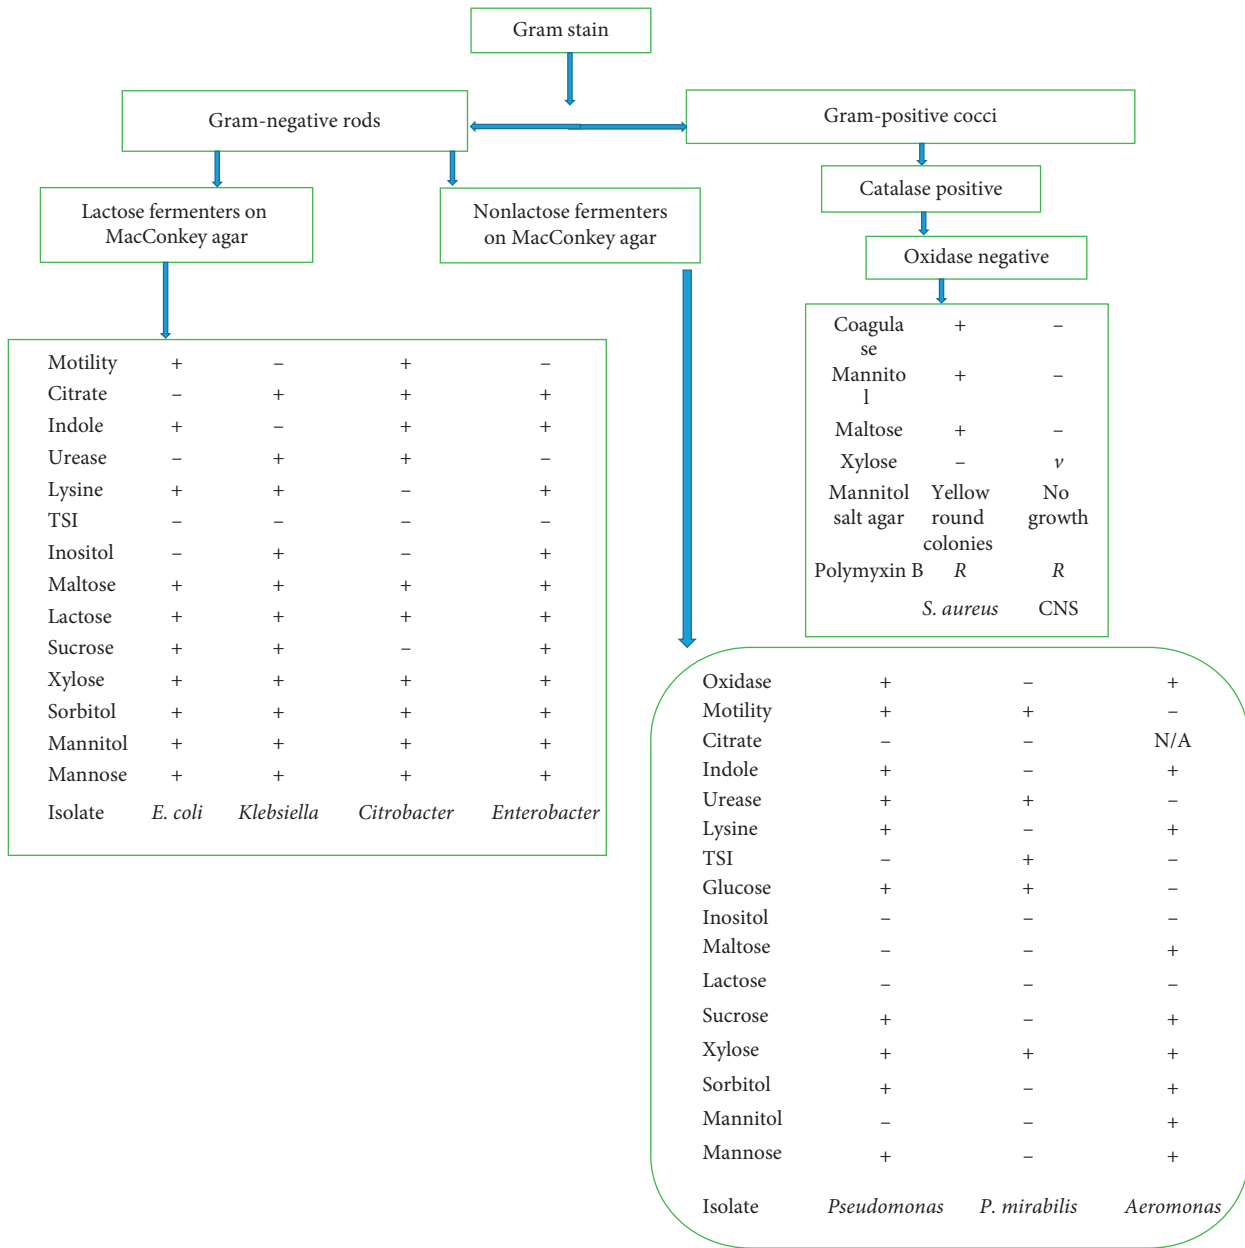 Gram stain
Gram-negative rods
Gram-positive cocci
Lactose fermenters on
MacConkey agar
Nonlactose fermenters
on MacConkey agar
Catalase positive
Oxidase negative
Coagula + –
se
Mannito + –
l
Maltose + –
Xylose – v
Mannitol Yellow No
salt agar round growth
colonies
Polymyxin B R R
S. aureus CNS
Motility + – + –
Citrate – + + +
Indole + – + +
Urease – + + –
Lysine + + – +
TSI – – – –
Inositol – + – +
Maltose + + + +
Lactose + + + +
Sucrose + + – +
Xylose + + + +
Sorbitol + + + +
Mannitol + + + +
Mannose + + + +
Isolate E. coli Klebsiella Citrobacter Enterobacter
Oxidase + – +
Motility + + –
Citrate – – N/A
Indole + – +
Urease + + –
Lysine + – +
TSI – + –
Glucose + + –
Inositol – – –
Maltose – – +
Lactose – – –
Sucrose + – +
Xylose + + +
Sorbitol + – +
Mannitol – – +
Mannose + – +
Isolate Pseudomonas P. mirabilis Aeromonas